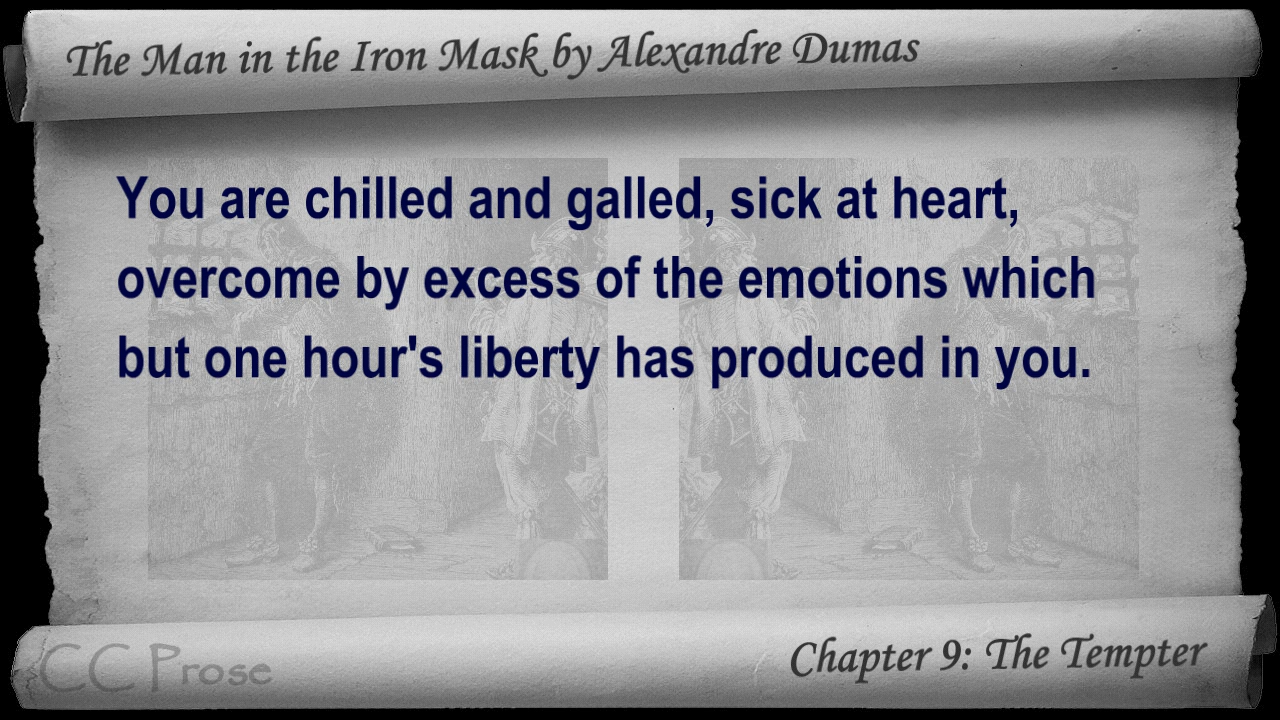 The Man in the Iron Mask by Alexandre Dumas
You are chilled and galled, sick at heart,
overcome by excess of the emotions which
but one hour's liberty has produced in you.
CC Prose
Chapter 9: The Tempter